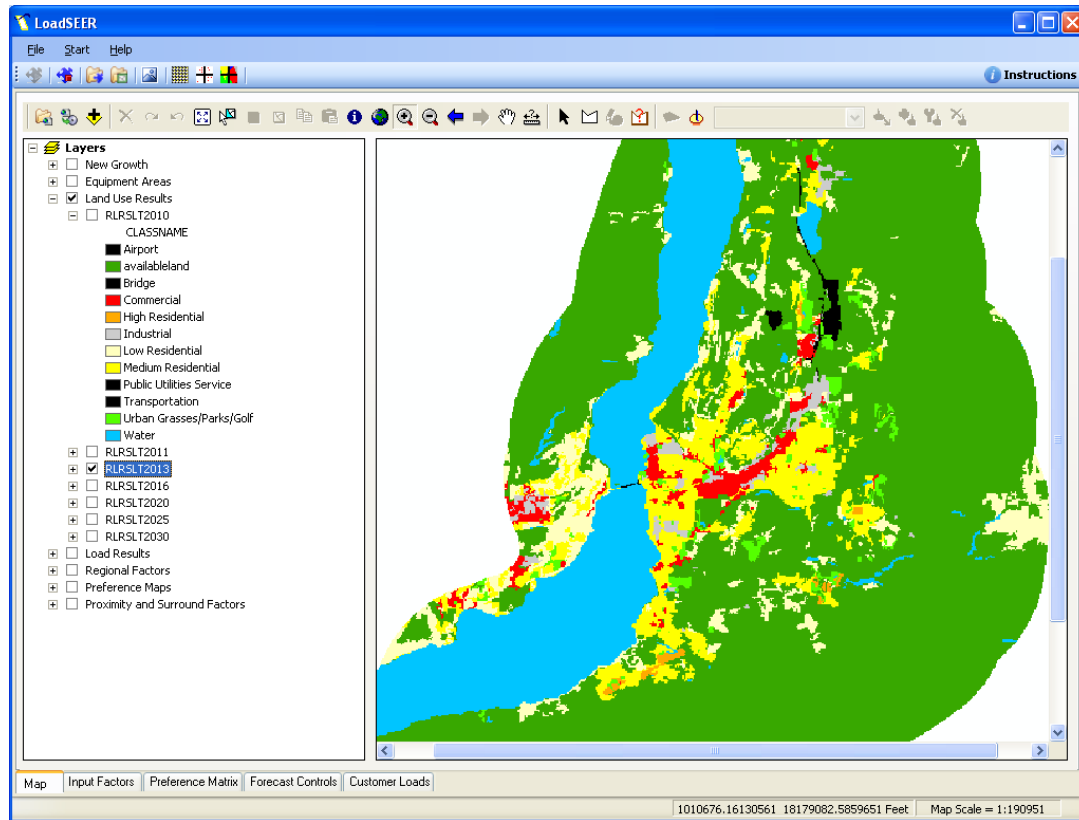 LoadSEER
File Start Help
Instructions
Layers
New Growth
Equipment Areas
Land Use Results
RLRSLT2010
CLASSNAME
Airport
availableland
Bridge
Commercial
High Residential
Industrial
Low Residential
Medium Residential
Public Utilities Service
Transportation
Urban Grasses/Parks/Golf
Water
RLRSLT2011
RLRSLT2013
RLRSLT2016
RLRSLT2020
RLRSLT2025
RLRSLT2030
Load Results
Regional Factors
Preference Maps
Proximity and Surround Factors
Map Input Factors Preference Matrix Forecast Controls Customer Loads
1010676.16130561 18179082.5859651 Feet Map Scale = 1:190951